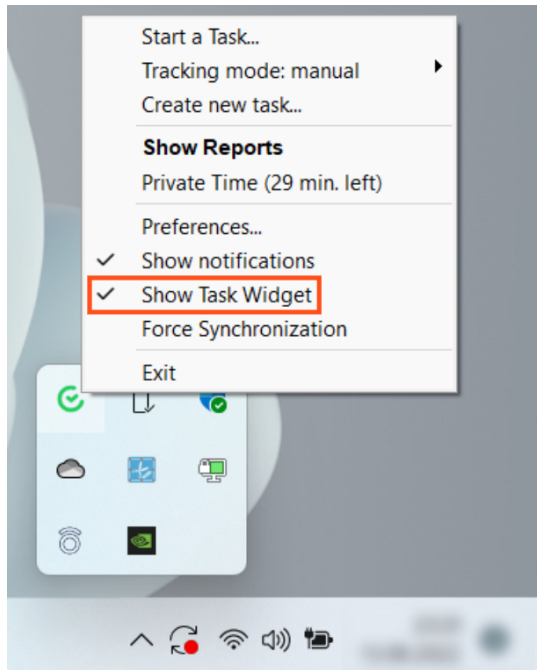 Start a Task...
Tracking mode: manual
Create new task...
Show Reports
Private Time (29 min. left)
Preferences...
Show notifications
Show Task Widget
Force Synchronization
Exit